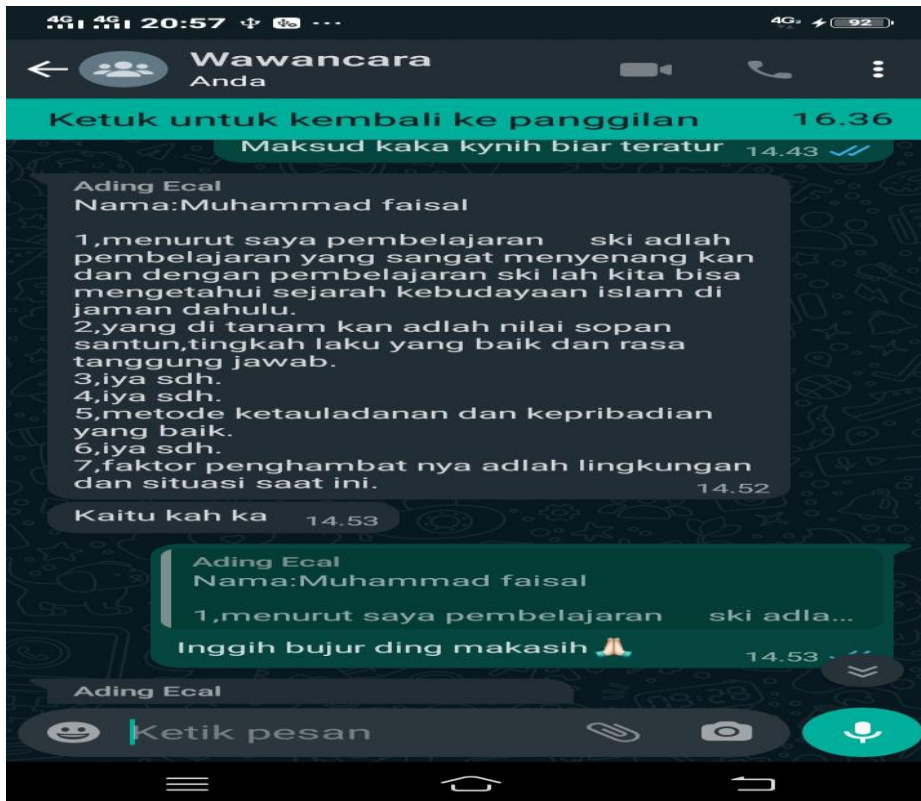 4G 4G 20:57 ...
4G 92
Wawancara
Anda
Ketuk untuk kembali ke panggilan 16.36
Maksud kaka kynih biar teratur 14.43
Ading Ecal
Nama:Muhammad faisal
1,menurut saya pembelajaran ski adlah
pembelajaran yang sangat menyenang kan
dan dengan pembelajaran ski lah kita bisa
mengetahui sejarah kebudayaan islam di
jaman dahulu.
2,yang di tanam kan adlah nilai sopan
santun,tingkah laku yang baik dan rasa
tanggung jawab.
3,iya sdh.
4,iya sdh.
5,metode ketauladanan dan kepribadian
yang baik.
6,iya sdh.
7,faktor penghambat nya adlah lingkungan
dan situasi saat ini. 14.52
Kaitu kah ka 14.53
Ading Ecal
Nama:Muhammad faisal
1,menurut saya pembelajaran ski adla...
Inggih bujur ding makasih 🙏🏻 14.53
Ading Ecal
Ketik pesan